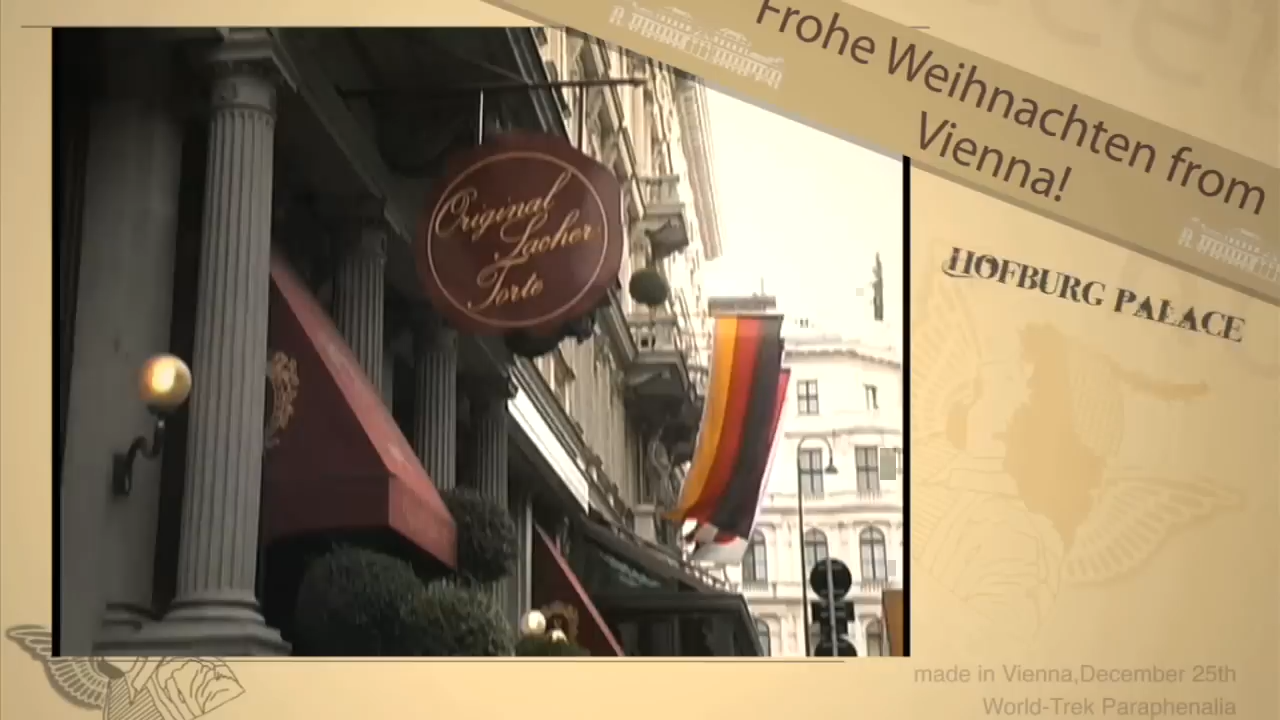 Frohe Weihnachten from
Vienna!
Original
Sacher
Torte
HOFBURG PALACE
made in Vienna,December 25th
World-Trek Paraphenalia